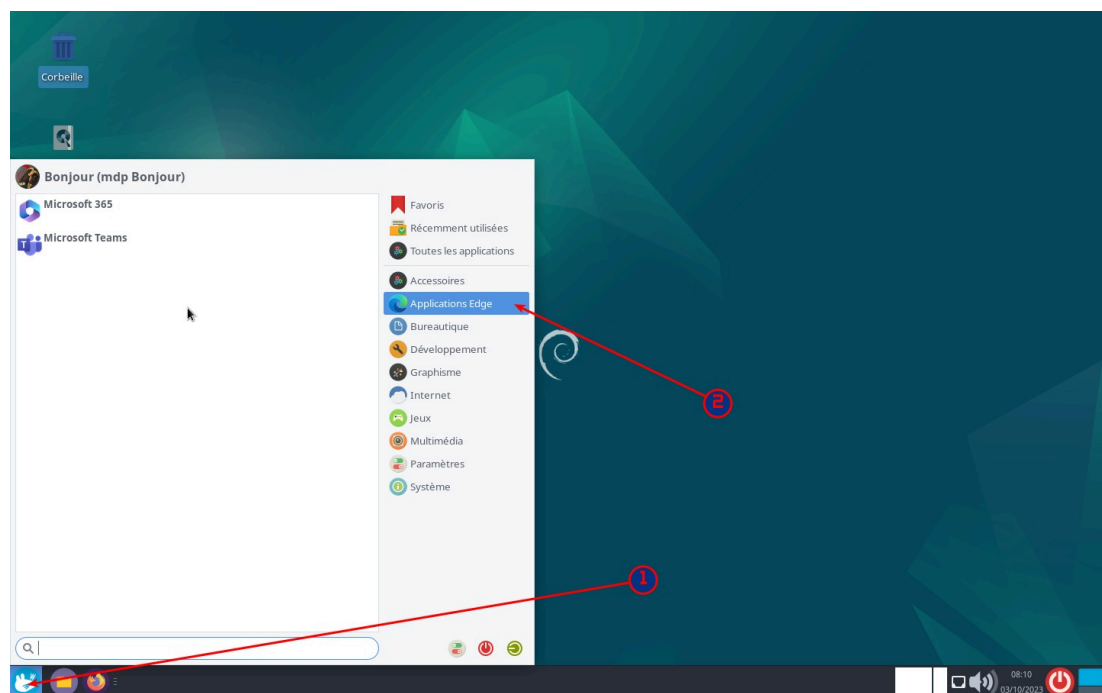 Corbeille
Bonjour (mdp Bonjour)
Microsoft 365
Microsoft Teams
Favoris
Récemment utilisées
Toutes les applications
Accessoires
Applications Edge
Bureautique
Développement
Graphisme
Internet
Jeux
Multimédia
Paramètres
Système
2
1
08:10
03/10/2023